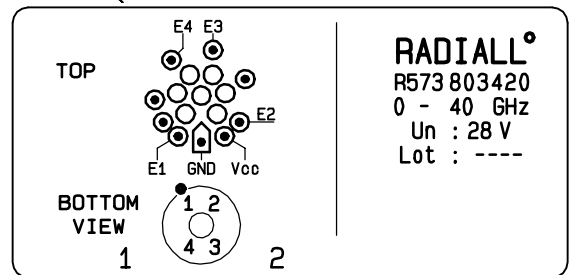 E4 E3
TOP
E2
E1 GND Vcc
BOTTOM
VIEW
1 2
4 3
1 2
RADIALL°
R573 803420
0 - 40 GHz
Un : 28 V
Lot : ----